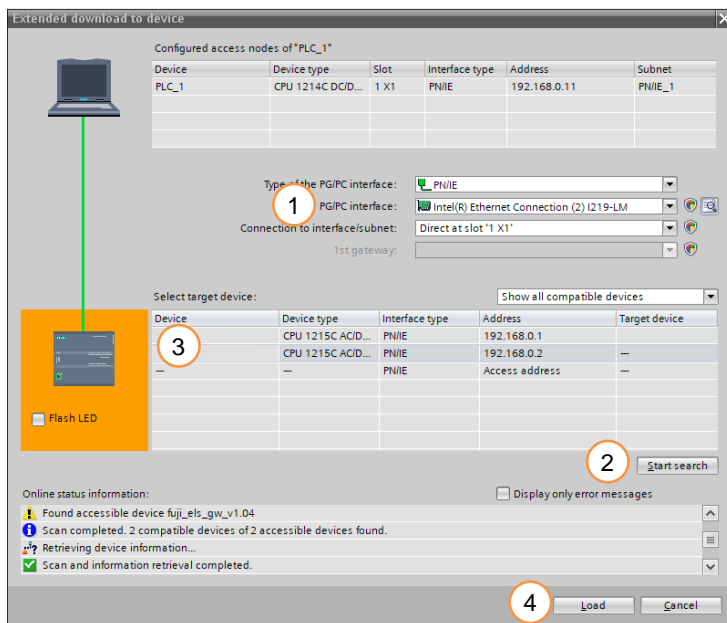 Extended download to device
Configured access nodes of "PLC_1"
Device Device type Slot Interface type Address Subnet
PLC_1 CPU 1214C DC/D... 1 X1 PN/IE 192.168.0.11 PN/IE_1
Type of the PG/PC interface: PN/IE
1 PG/PC interface: Intel(R) Ethernet Connection (2) I219-LM
Connection to interface/subnet: Direct at slot '1 X1'
1st gateway:
Select target device: Show all compatible devices
Device Device type Interface type Address Target device
CPU 1215C AC/D... PN/IE 192.168.0.1
3
CPU 1215C AC/D... PN/IE 192.168.0.2 —
— — PN/IE Access address —
Flash LED
2 Start search
Online status information: Display only error messages
Found accessible device fuji_els_gw_v1.04
Scan completed. 2 compatible devices of 2 accessible devices found.
Retrieving device information...
Scan and information retrieval completed.
4 Load Cancel